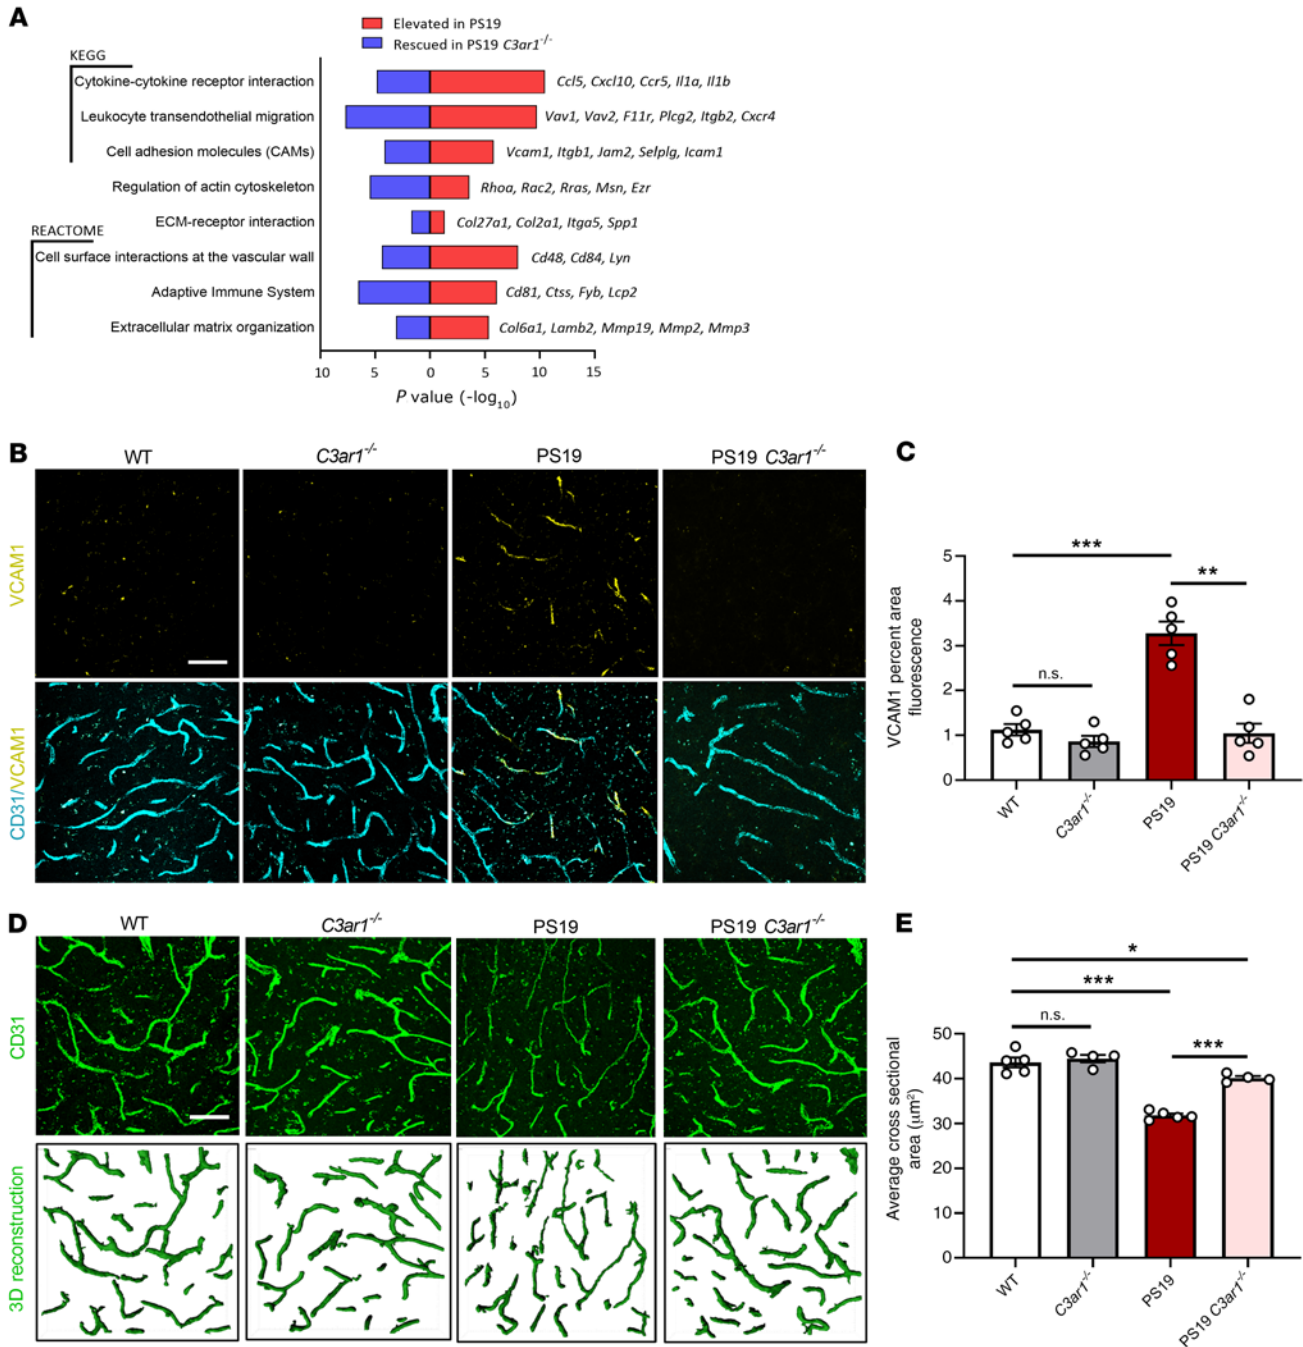 A
Elevated in PS19
Rescued in PS19 C3ar1-/-
KEGG
Cytokine-cytokine receptor interaction
Ccl5, Cxcl10, Ccr5, Il1a, Il1b
Leukocyte transendothelial migration
Vav1, Vav2, F11r, Plcg2, Itgb2, Cxcr4
Cell adhesion molecules (CAMs)
Vcam1, Itgb1, Jam2, Selplg, Icam1
Regulation of actin cytoskeleton
Rhoa, Rac2, Rras, Msn, Ezr
ECM-receptor interaction
Col27a1, Col2a1, Itga5, Spp1
REACTOME
Cell surface interactions at the vascular wall
Cd48, Cd84, Lyn
Adaptive Immune System
Cd81, Ctss, Fyb, Lcp2
Extracellular matrix organization
Col6a1, Lamb2, Mmp19, Mmp2, Mmp3
10 5 0 5 10 15
P value (-log10)
B
WT C3ar1-/- PS19 PS19 C3ar1-/-
VCAM1
CD31/VCAM1
C
VCAM1 percent area
fluorescence
5
4
3
2
1
0
***
**
n.s.
WT C3ar1-/- PS19 PS19 C3ar1-/-
D
WT C3ar1-/- PS19 PS19 C3ar1-/-
CD31
3D reconstruction
E
Average cross sectional
area (μm²)
50
40
30
20
10
0
*
***
n.s.
***
WT C3ar1-/- PS19 PS19 C3ar1-/-